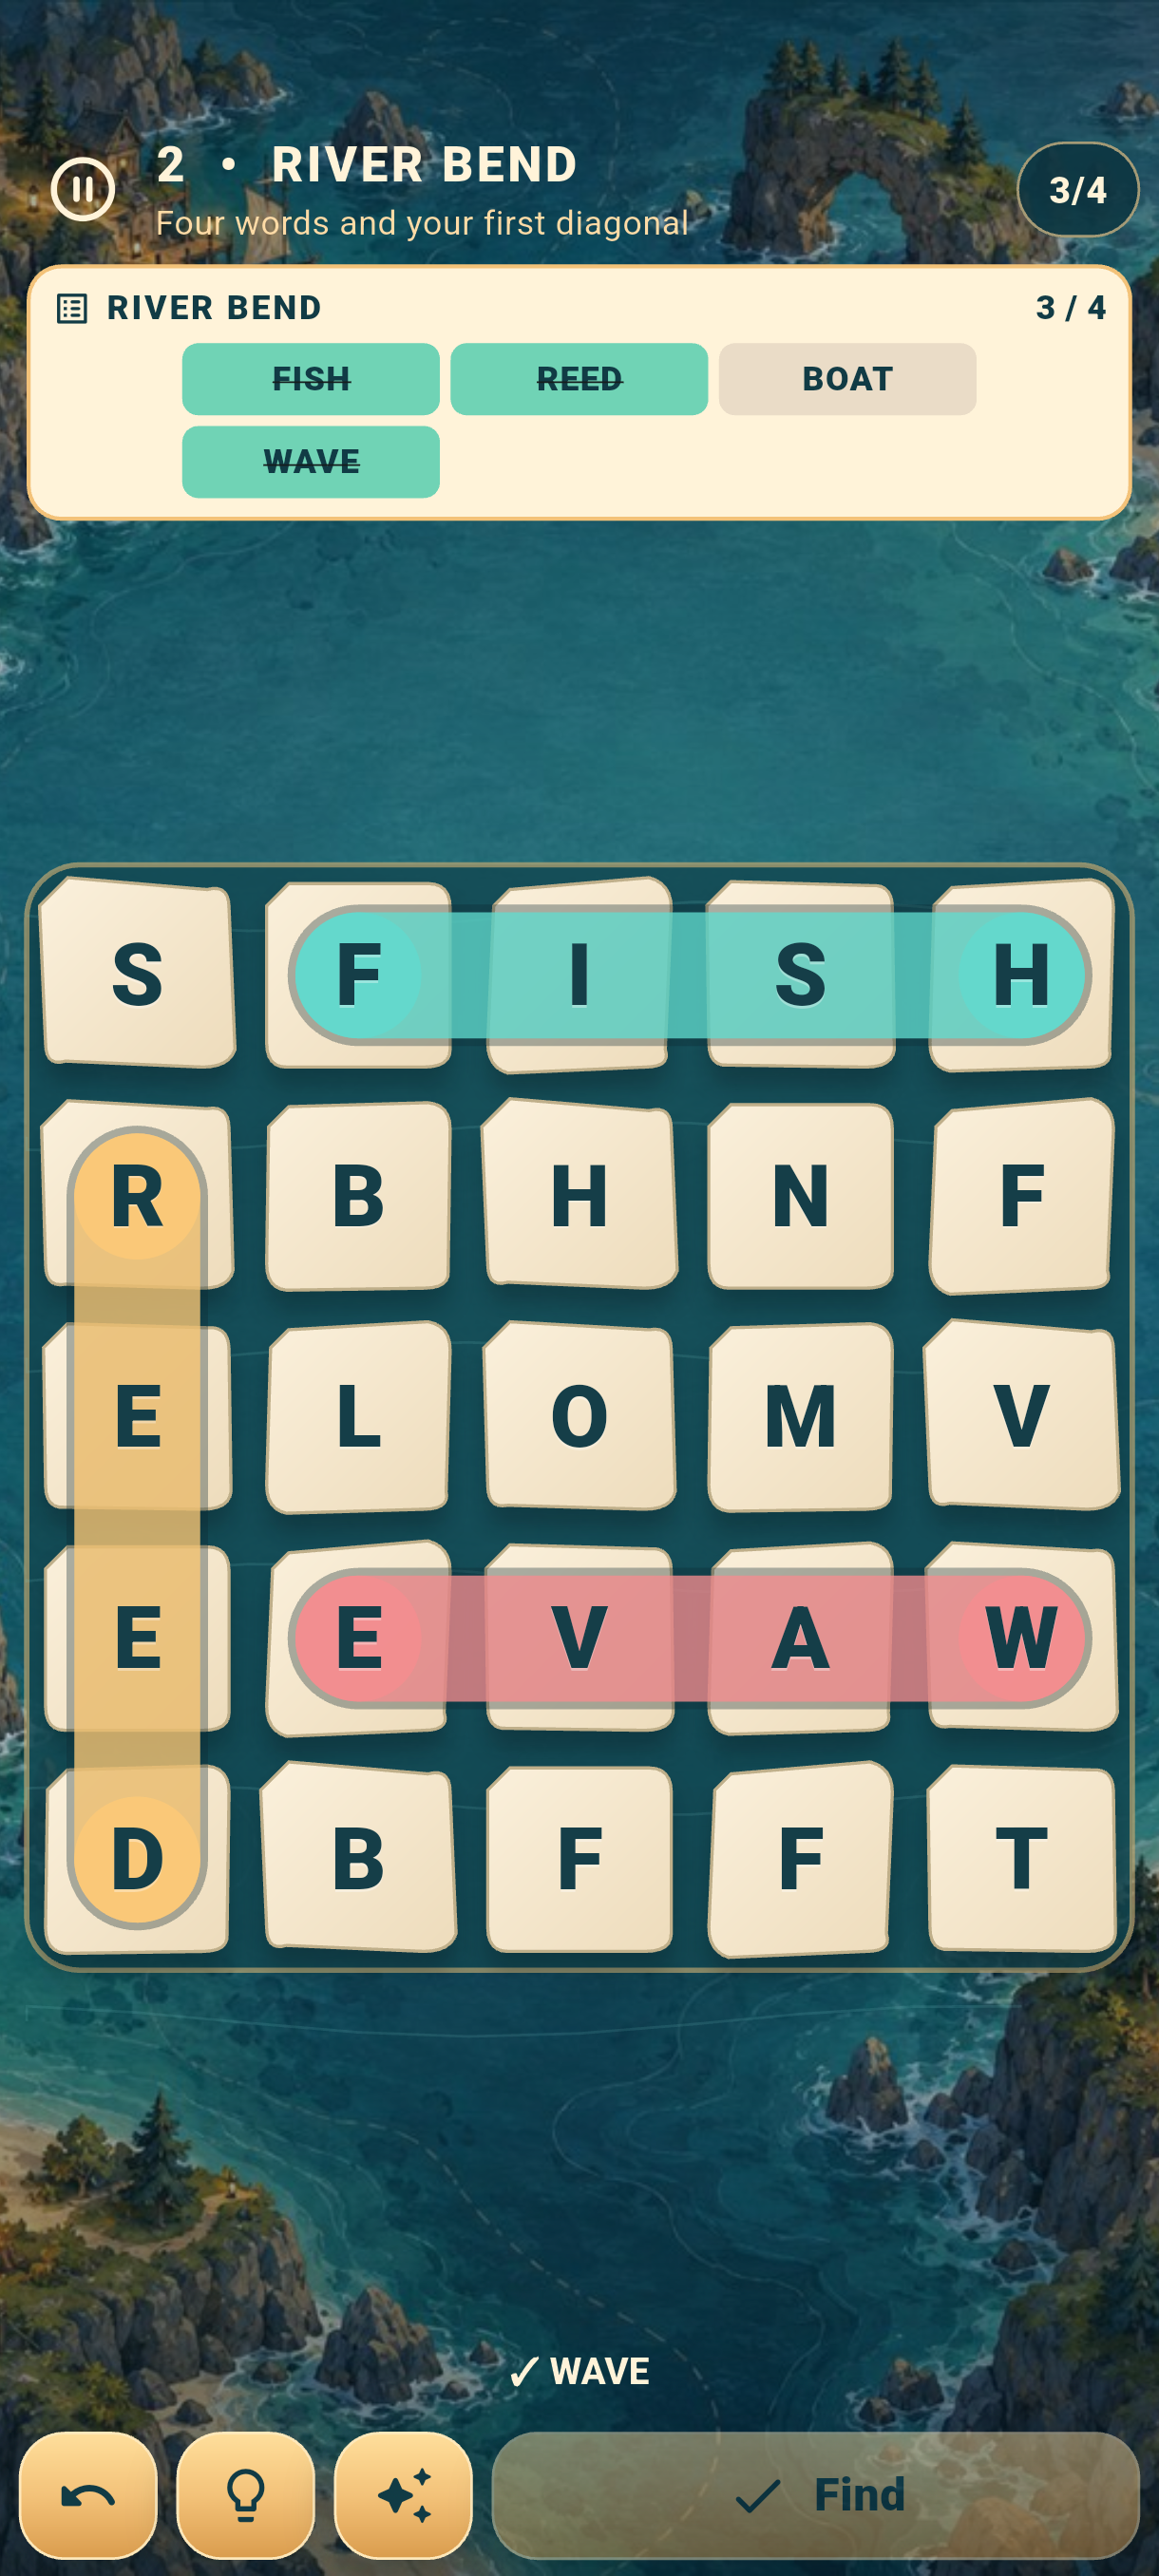 2 • RIVER BEND
Four words and your first diagonal
3/4
RIVER BEND
3 / 4
FISH REED BOAT
WAVE
S F I S H
R B H N F
E L O M V
E E V A W
D B F F T
✓ WAVE
Find